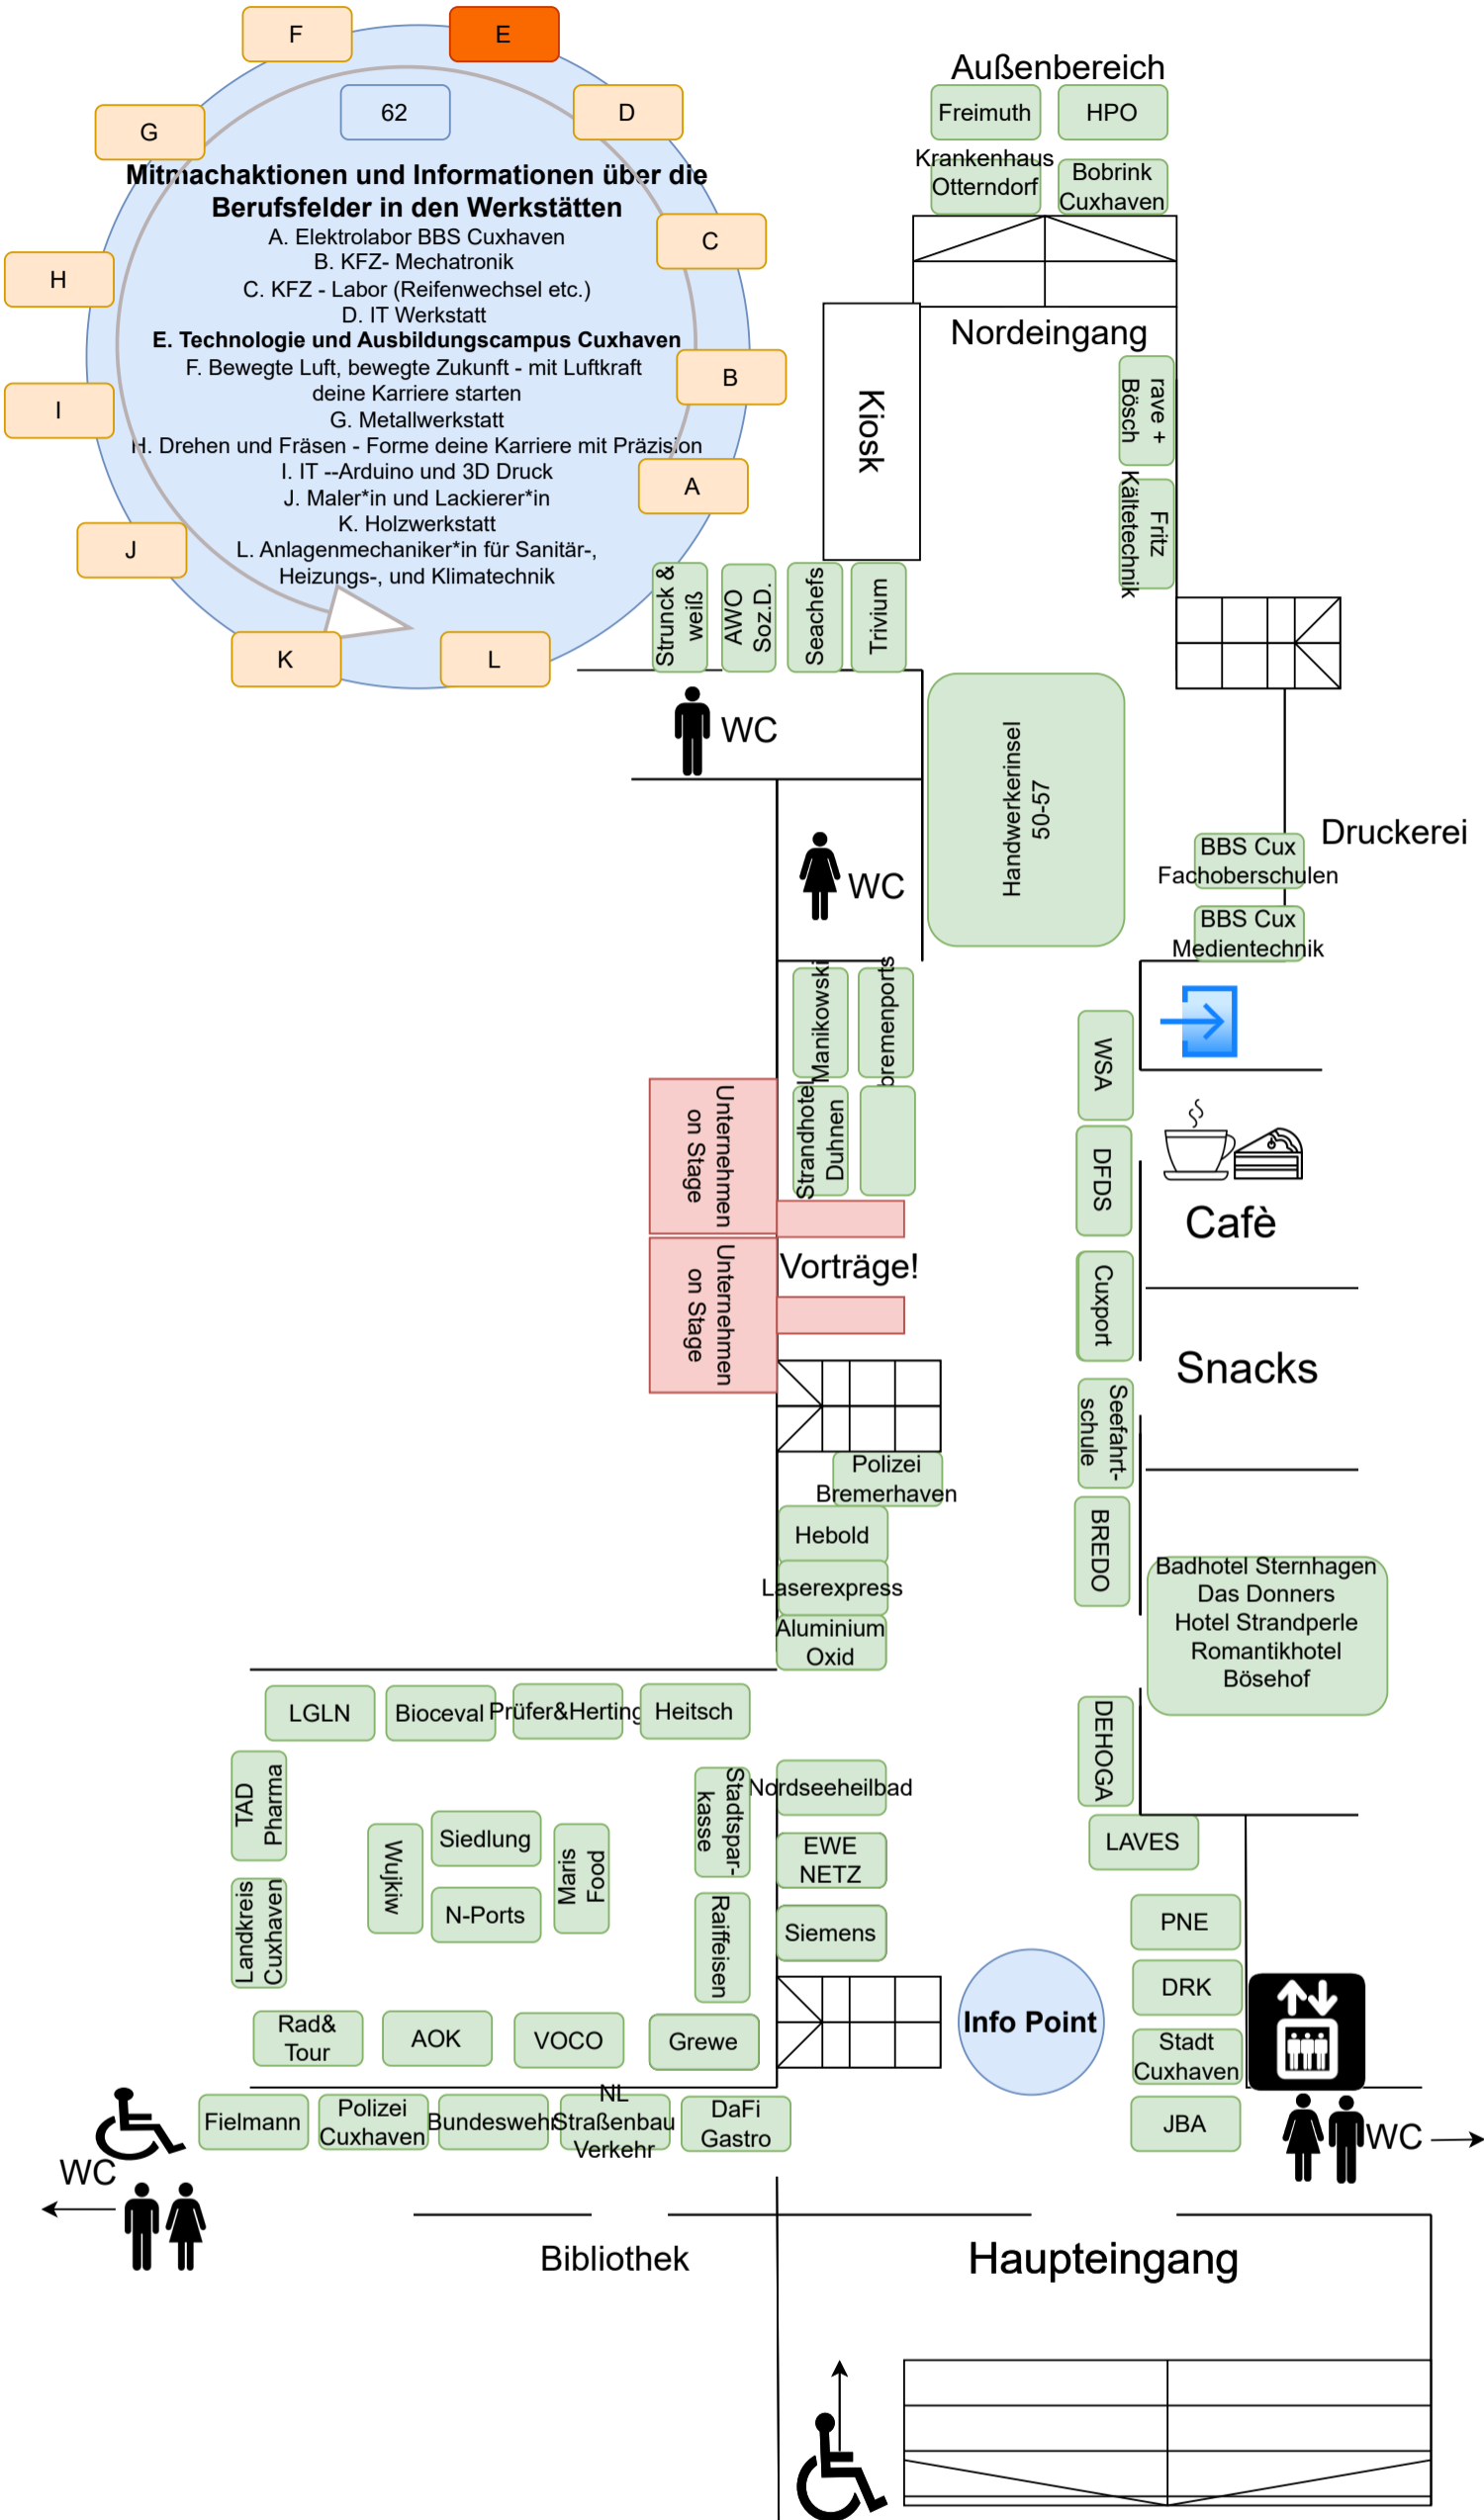 F
E
62
D
G
Mitmachaktionen und Informationen über die
Berufsfelder in den Werkstätten
A. Elektrolabor BBS Cuxhaven
B. KFZ- Mechatronik
C. KFZ - Labor (Reifenwechsel etc.)
D. IT Werkstatt
E. Technologie und Ausbildungscampus Cuxhaven
F. Bewegte Luft, bewegte Zukunft - mit Luftkraft
deine Karriere starten
G. Metallwerkstatt
H. Drehen und Fräsen - Forme deine Karriere mit Präzision
I. IT --Arduino und 3D Druck
J. Maler*in und Lackierer*in
K. Holzwerkstatt
L. Anlagenmechaniker*in für Sanitär-,
Heizungs-, und Klimatechnik
C
H
B
I
A
J
K
L
Außenbereich
Freimuth
HPO
Krankenhaus
Otterndorf
Bobrink
Cuxhaven
Nordeingang
Kiosk
rave +
Bösch
Fritz
Kältetechnik
Strunck &
weiß
AWO
Soz.D.
Seachefs
Trivium
WC
WC
Handwerkerinsel
50-57
Druckerei
BBS Cux
Fachoberschulen
BBS Cux
Medientechnik
Manikowski
bremenports
Strandhotel
Duhnen
WSA
DFDS
Cafè
Unternehmen
on Stage
Unternehmen
on Stage
Vorträge!
Cuxport
Snacks
Seefahrt-
schule
BREDO
Polizei
Bremerhaven
Hebold
Laserexpress
Aluminium
Oxid
Badhotel Sternhagen
Das Donners
Hotel Strandperle
Romantikhotel
Bösehof
LGLN
Bioceval
Prüfer&Herting
Heitsch
DEHOGA
TAD
Pharma
Stadtspar-
kasse
Nordseeheilbad
Wujkiw
Siedlung
Maris
Food
EWE
NETZ
LAVES
N-Ports
Landkreis
Cuxhaven
Raiffeisen
Siemens
PNE
DRK
Info Point
Stadt
Cuxhaven
Rad&
Tour
AOK
VOCO
Grewe
Fielmann
Polizei
Cuxhaven
Bundeswehr
NL
Straßenbau
Verkehr
DaFi
Gastro
JBA
WC
WC
Bibliothek
Haupteingang